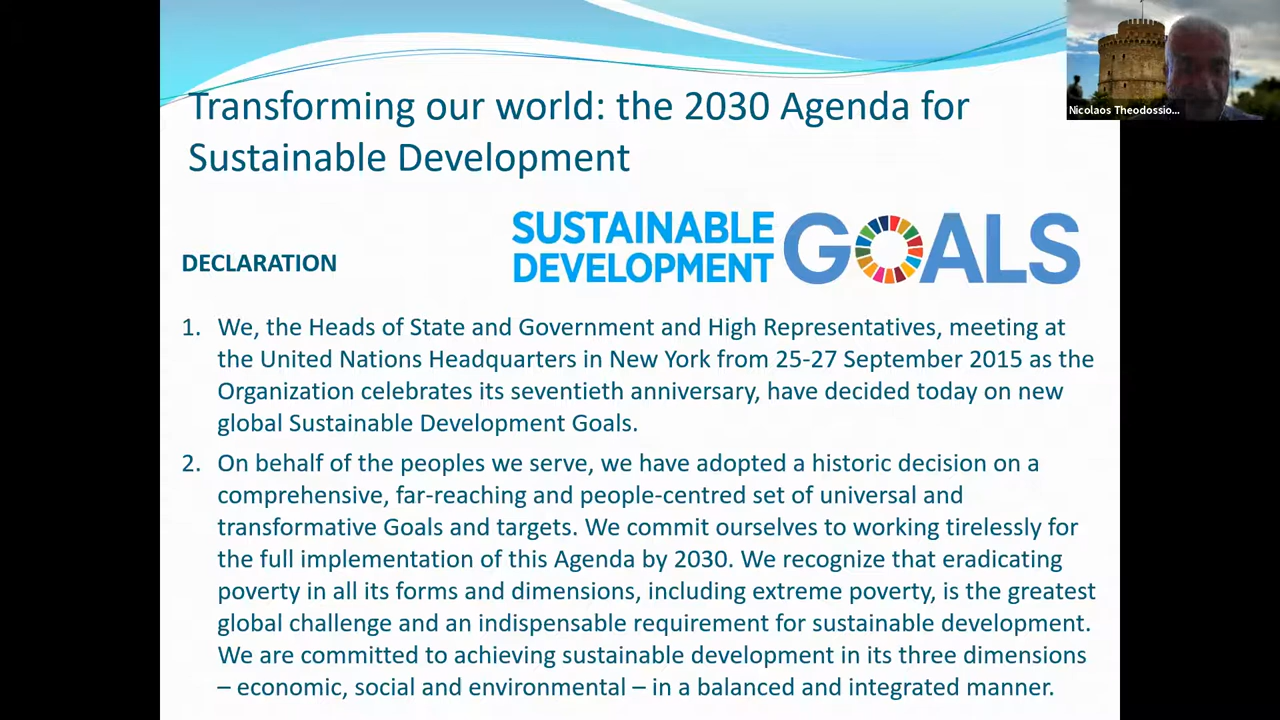 Transforming our world: the 2030 Agenda for
Sustainable Development
Nicolaos Theodossio...
SUSTAINABLE
DEVELOPMENT
GOALS
DECLARATION
1. We, the Heads of State and Government and High Representatives, meeting at
the United Nations Headquarters in New York from 25-27 September 2015 as the
Organization celebrates its seventieth anniversary, have decided today on new
global Sustainable Development Goals.
2. On behalf of the peoples we serve, we have adopted a historic decision on a
comprehensive, far-reaching and people-centred set of universal and
transformative Goals and targets. We commit ourselves to working tirelessly for
the full implementation of this Agenda by 2030. We recognize that eradicating
poverty in all its forms and dimensions, including extreme poverty, is the greatest
global challenge and an indispensable requirement for sustainable development.
We are committed to achieving sustainable development in its three dimensions
– economic, social and environmental – in a balanced and integrated manner.